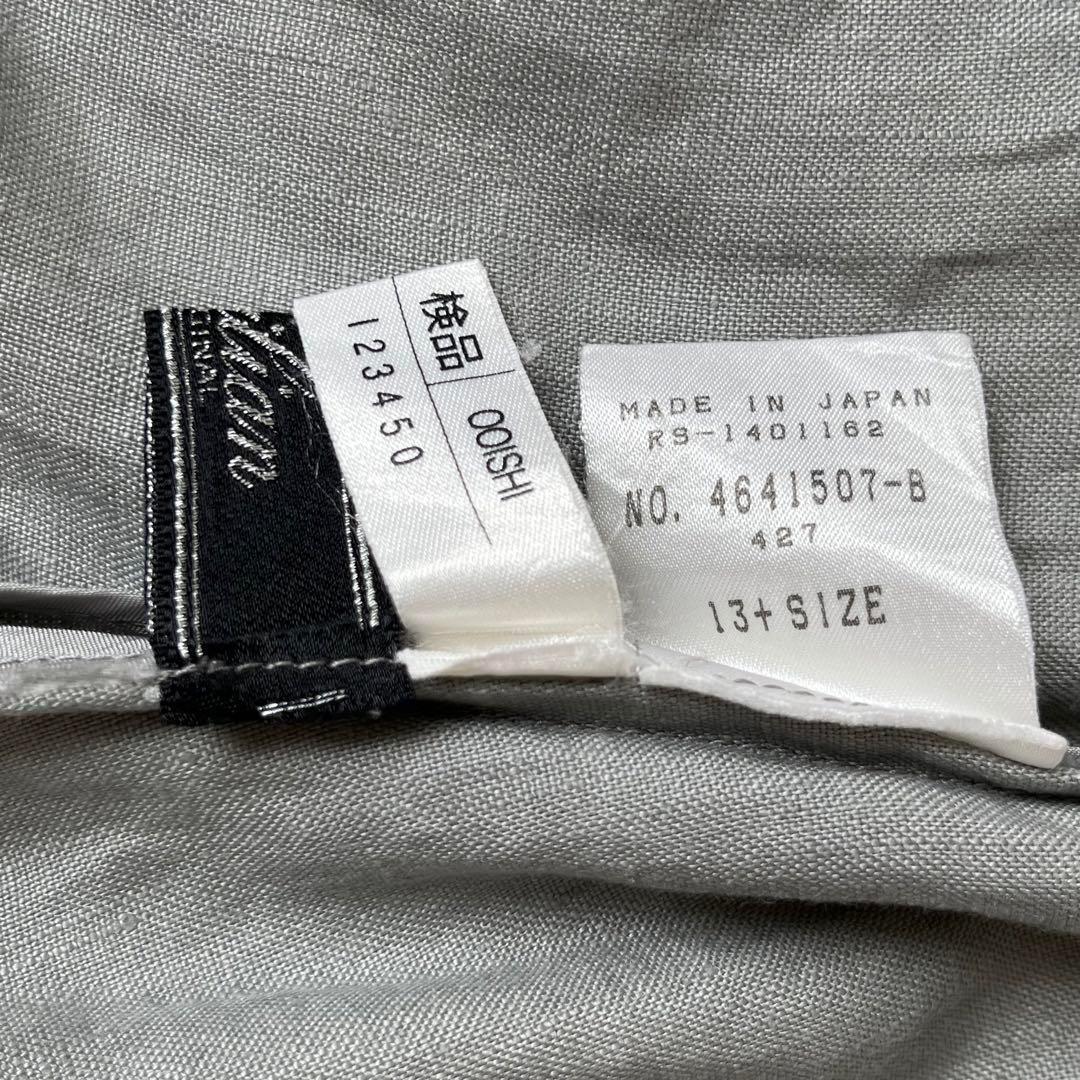 検品
OOISHI
123450
MADE IN JAPAN
RS-1401162
NO. 4641507-B
427
13+ SIZE